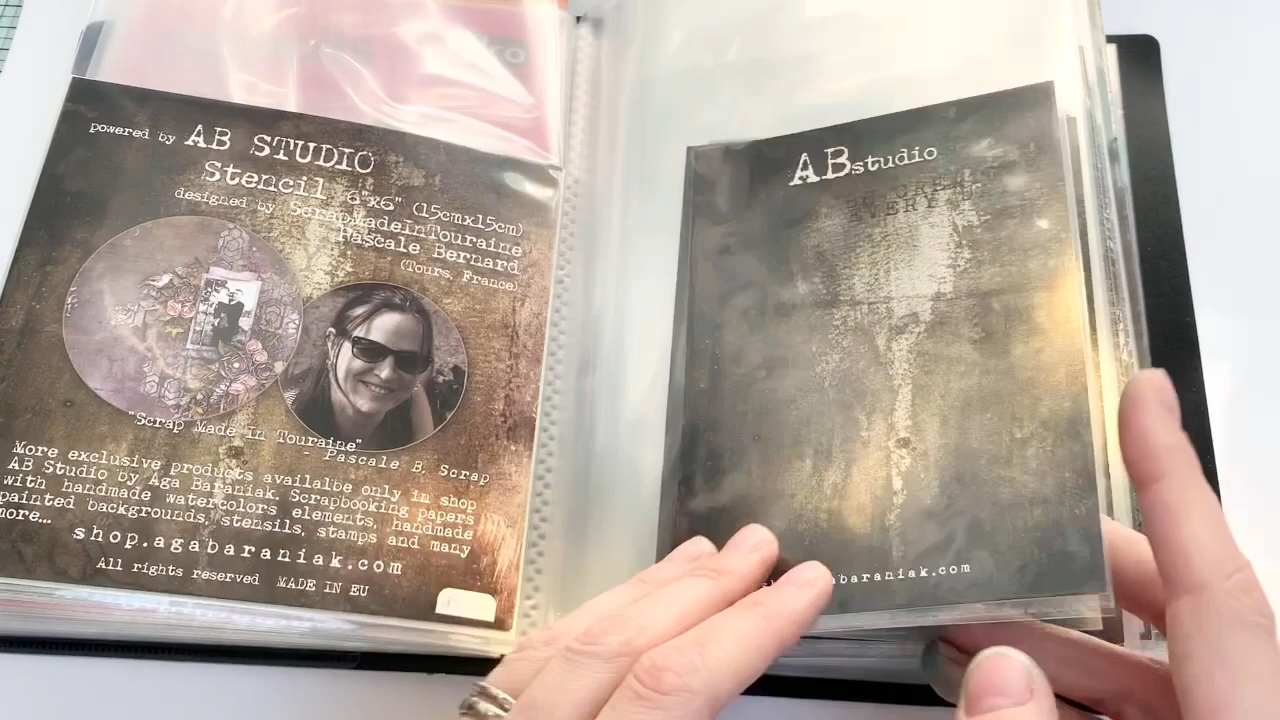 powered by AB STUDIO
Stencil 6"x6" (15cmx15cm)
designed by ScrapMadeInTouraine
Pascale Bernard
(Tours, France)
"Scrap Made In Touraine"
- Pascale B. Scrap
More exclusive products availalbe only in shop
AB Studio by Aga Baraniak. Scrapbooking papers
with handmade watercolors elements, handmade
painted backgrounds, stensils, stamps and many
more...
shop.agabaraniak.com
All rights reserved MADE IN EU
ABstudio
EVERY
abaraniak.com